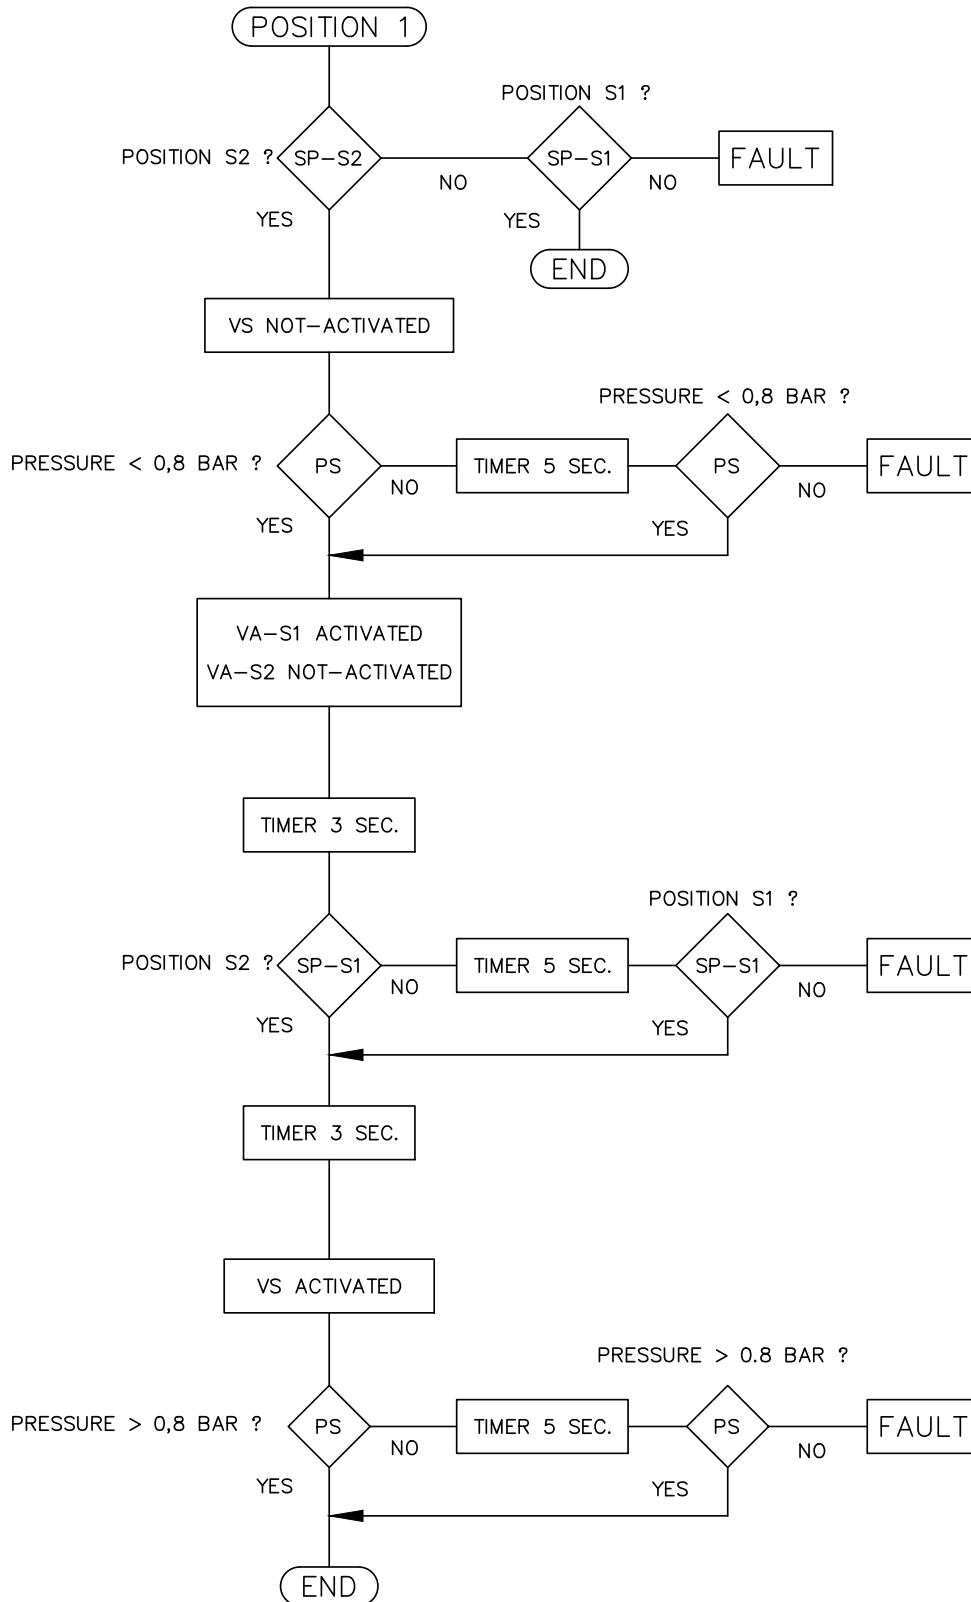 POSITION 1
POSITION S1 ?
POSITION S2 ?
SP-S2
NO
SP-S1
NO
FAULT
YES
YES
END
VS NOT-ACTIVATED
PRESSURE < 0,8 BAR ?
PRESSURE < 0,8 BAR ?
PS
NO
TIMER 5 SEC.
PS
NO
FAULT
YES
YES
VA-S1 ACTIVATED
VA-S2 NOT-ACTIVATED
TIMER 3 SEC.
POSITION S1 ?
POSITION S2 ?
SP-S1
NO
TIMER 5 SEC.
SP-S1
NO
FAULT
YES
YES
TIMER 3 SEC.
VS ACTIVATED
PRESSURE > 0.8 BAR ?
PRESSURE > 0,8 BAR ?
PS
NO
TIMER 5 SEC.
PS
NO
FAULT
YES
YES
END